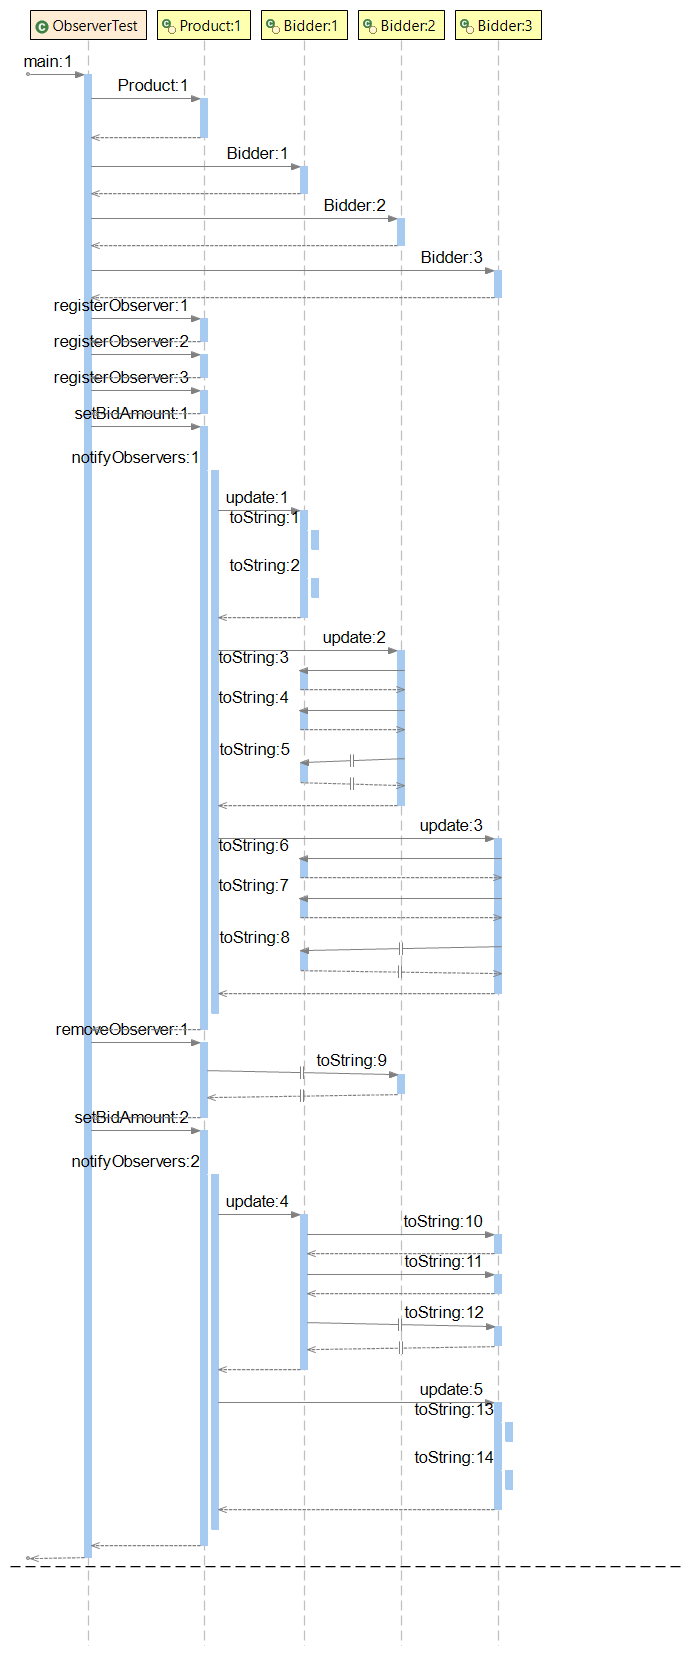 ObserverTest
Product:1
Bidder:1
Bidder:2
Bidder:3
main:1
Product:1
Bidder:1
Bidder:2
Bidder:3
registerObserver:1
registerObserver:2
registerObserver:3
setBidAmount:1
notifyObservers:1
update:1
toString:1
toString:2
update:2
toString:3
toString:4
toString:5
update:3
toString:6
toString:7
toString:8
removeObserver:1
toString:9
setBidAmount:2
notifyObservers:2
update:4
toString:10
toString:11
toString:12
update:5
toString:13
toString:14